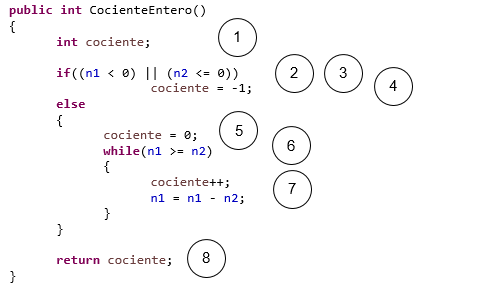 public int CocienteEntero()
{
int cociente; 1
if((n1 < 0) || (n2 <= 0)) 2 3
cociente = -1; 4
else
{
cociente = 0; 5
while(n1 >= n2) 6
{
cociente++; 7
n1 = n1 - n2;
}
}
return cociente; 8
}